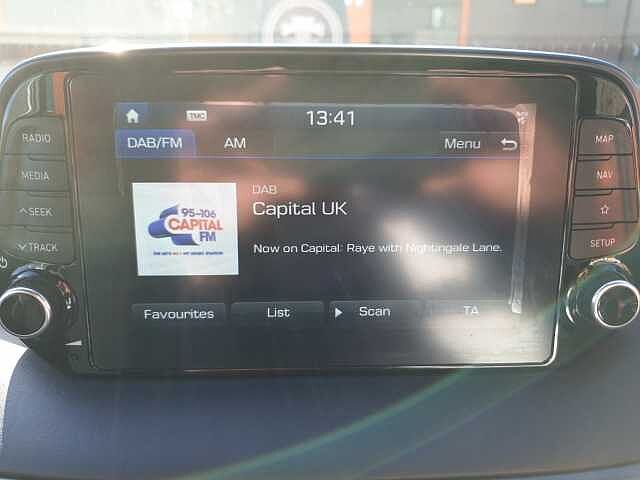 TMC
13:41
DAB/FM
AM
Menu
DAB
Capital UK
Now on Capital: Raye with Nightingale Lane.
95-106
CAPITAL
FM
Favourites
List
Scan
TA
RADIO
MEDIA
SEEK
TRACK
MAP
NAV
SETUP